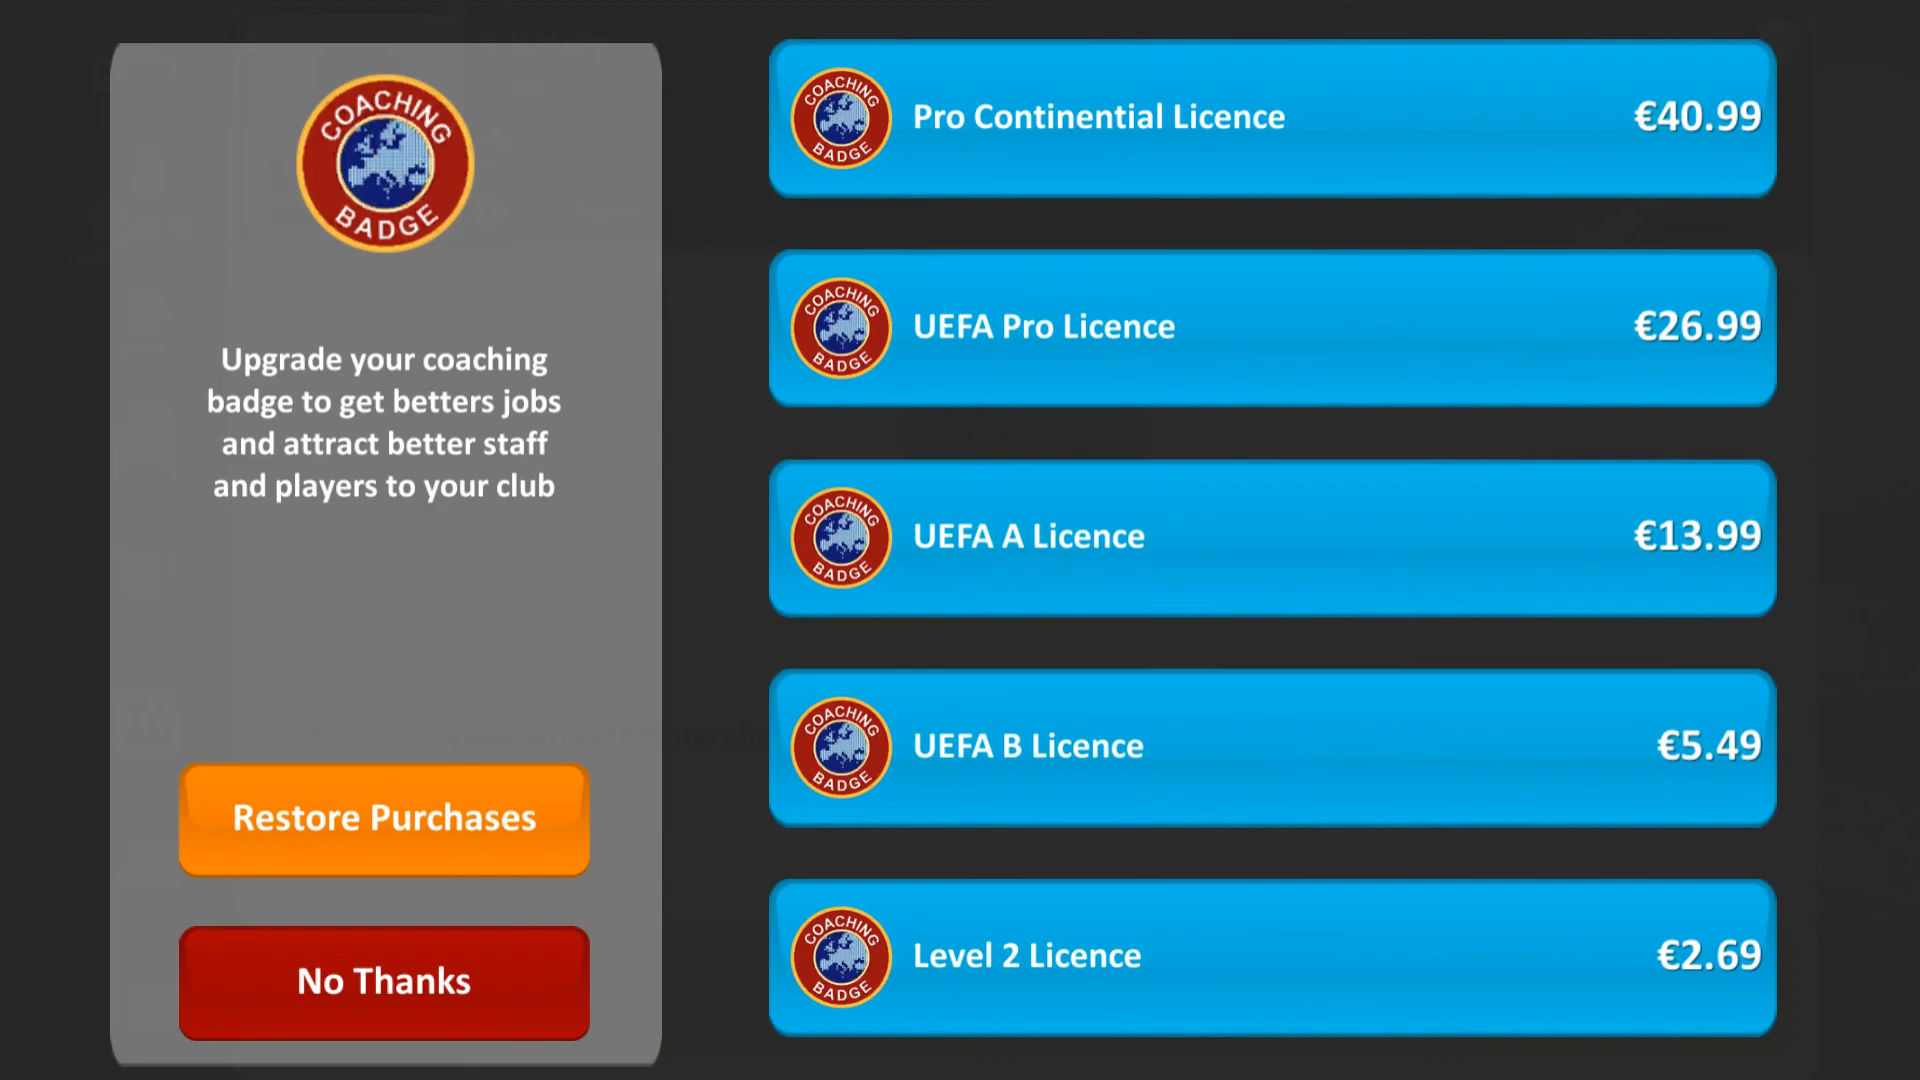 COACHING
BADGE
Upgrade your coaching
badge to get betters jobs
and attract better staff
and players to your club
Restore Purchases
No Thanks
COACHING
BADGE
Pro Continential Licence
€40.99
COACHING
BADGE
UEFA Pro Licence
€26.99
COACHING
BADGE
UEFA A Licence
€13.99
COACHING
BADGE
UEFA B Licence
€5.49
COACHING
BADGE
Level 2 Licence
€2.69